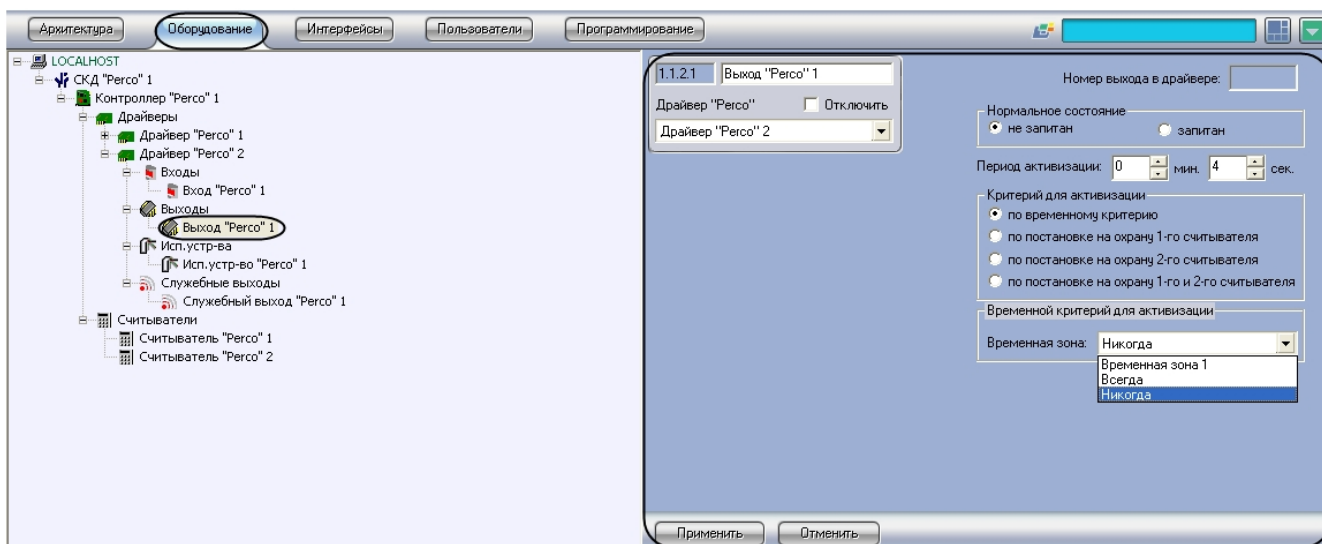 Архитектура Оборудование Интерфейсы Пользователи Программирование
LOCALHOST
СКД "Perco" 1
Контроллер "Perco" 1
Драйверы
Драйвер "Perco" 1
Драйвер "Perco" 2
Входы
Вход "Perco" 1
Выходы
Выход "Perco" 1
Исп.устр-ва
Исп.устр-во "Perco" 1
Служебные выходы
Служебный выход "Perco" 1
Считыватели
Считыватель "Perco" 1
Считыватель "Perco" 2
1.1.2.1 Выход "Perco" 1
Драйвер "Perco" Отключить
Драйвер "Perco" 2
Номер выхода в драйвере:
Нормальное состояние
не запитан запитан
Период активизации: 0 мин. 4 сек.
Критерий для активизации
по временному критерию
по постановке на охрану 1-го считывателя
по постановке на охрану 2-го считывателя
по постановке на охрану 1-го и 2-го считывателя
Временной критерий для активизации
Временная зона: Никогда
Временная зона 1
Всегда
Никогда
Применить Отменить